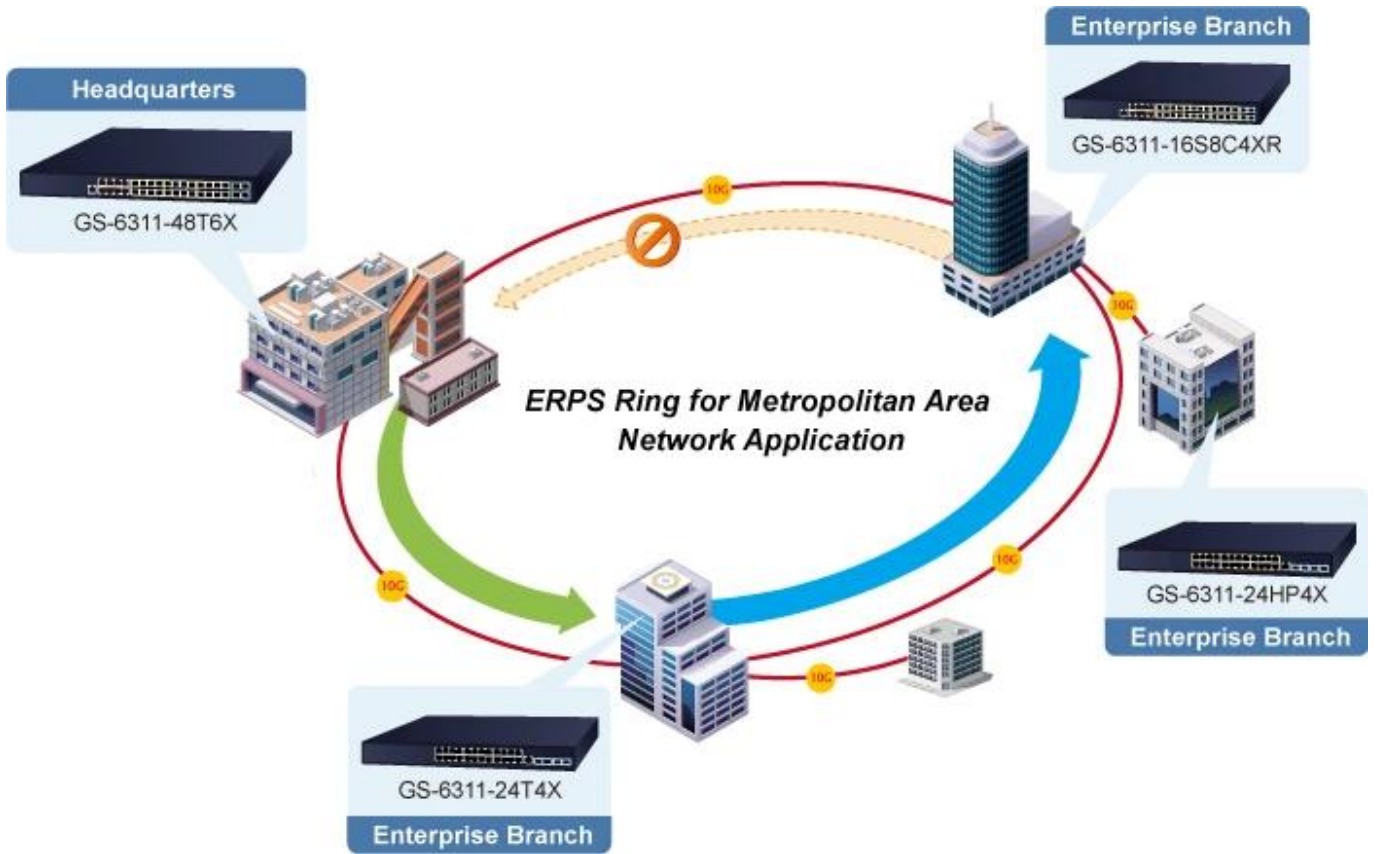 Enterprise Branch
GS-6311-16S8C4XR
Headquarters
GS-6311-48T6X
10G
10G
ERPS Ring for Metropolitan Area
Network Application
GS-6311-24HP4X
Enterprise Branch
10G
10G
10G
GS-6311-24T4X
Enterprise Branch